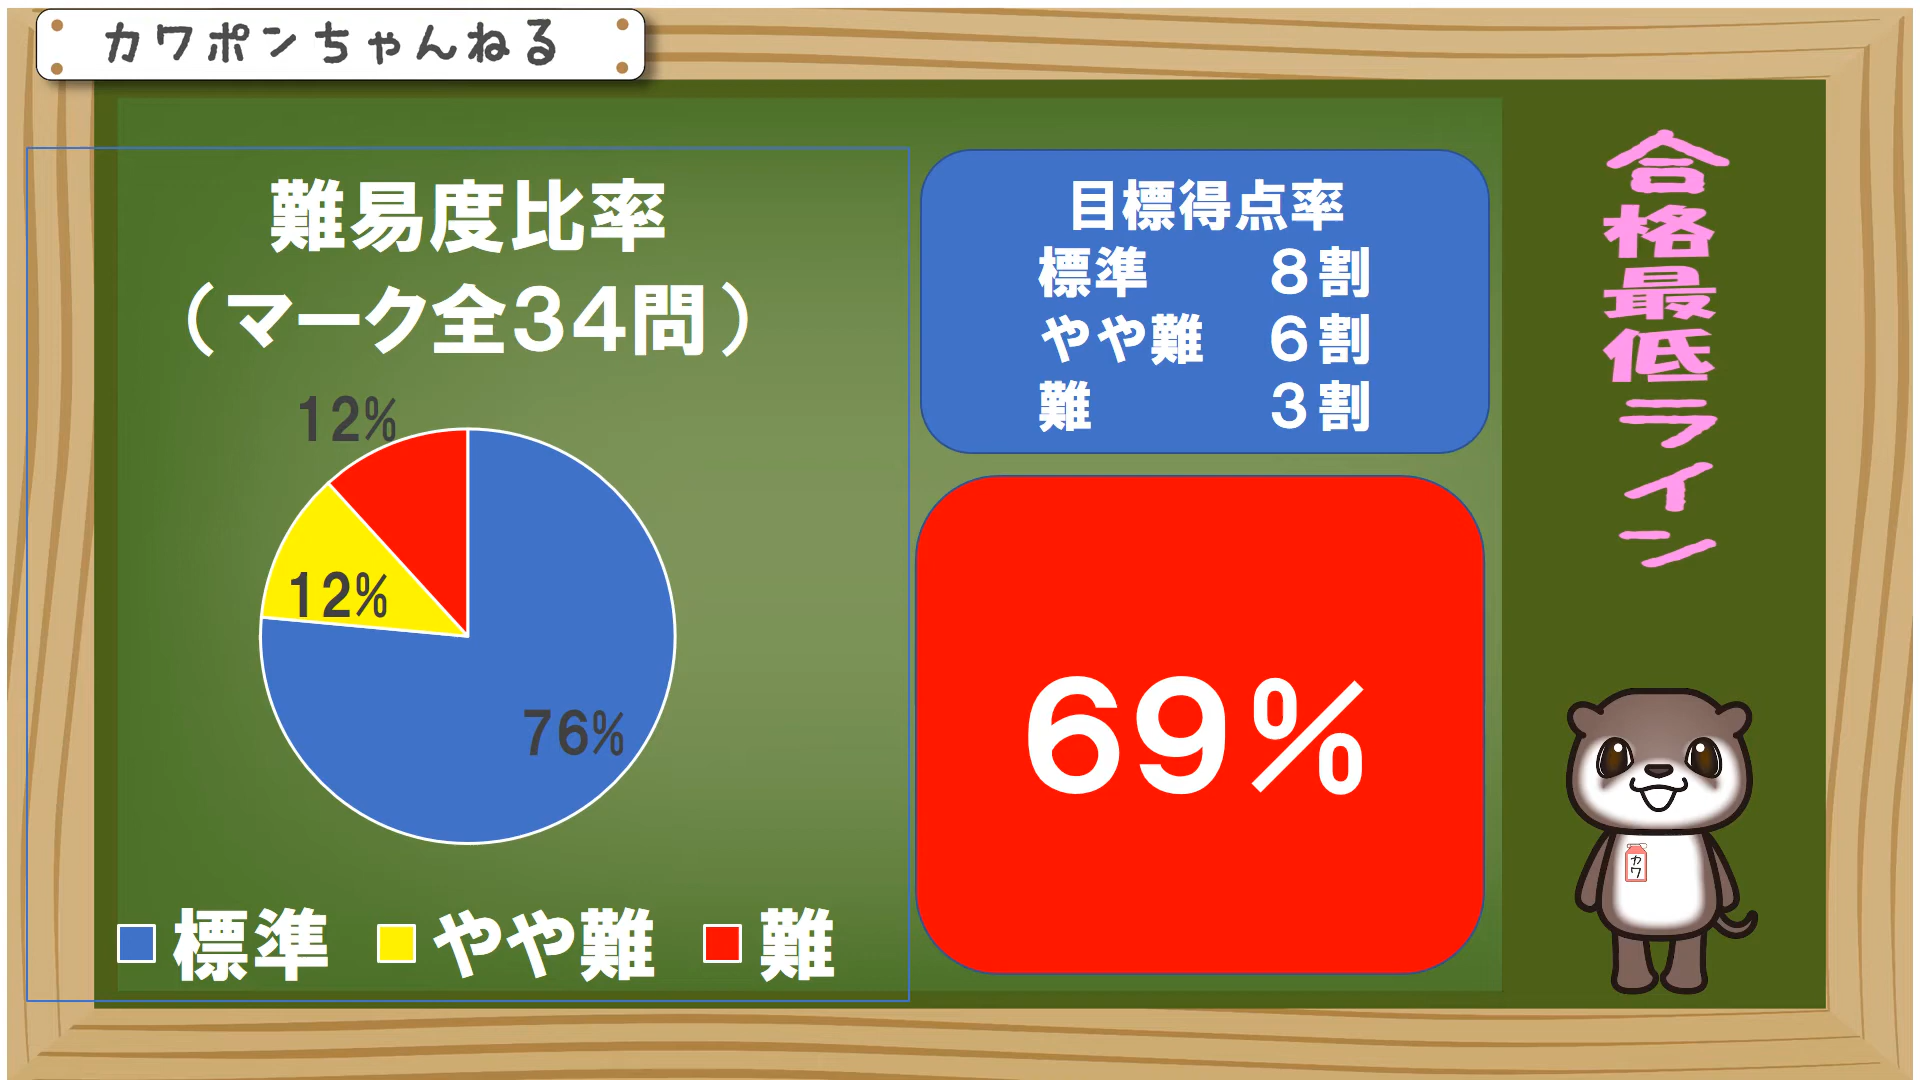 カワポンちゃんねる
難易度比率
（マーク全３４問）
12%
12%
76%
標準 やや難 難
目標得点率
標準 ８割
やや難 ６割
難 ３割
69%
合格最低ライン
カワ